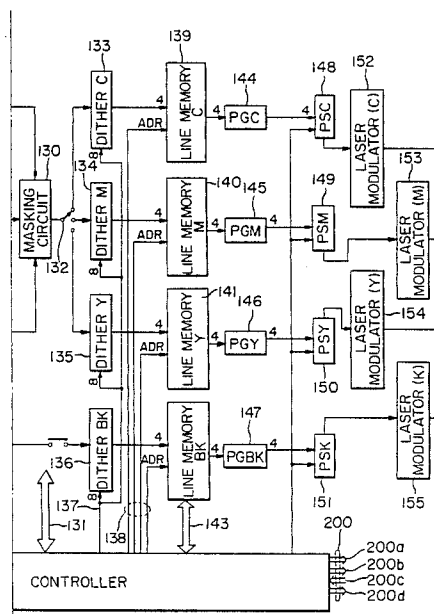 133
139
148
152
DITHER C
4
LINE MEMORY C
144
4
PGC
4
PSC
LASER MODULATOR (C)
ADR
8
130
MASKING CIRCUIT
132
134
140
145
149
153
DITHER M
4
LINE MEMORY M
4
PGM
4
PSM
LASER MODULATOR (M)
ADR
8
135
141
146
150
154
DITHER Y
4
LINE MEMORY Y
4
PGY
4
PSY
LASER MODULATOR (Y)
ADR
8
136
147
151
155
DITHER BK
4
LINE MEMORY BK
4
PGBK
4
PSK
LASER MODULATOR (K)
ADR
8
137
131
138
143
200
200a
200b
200c
200d
CONTROLLER